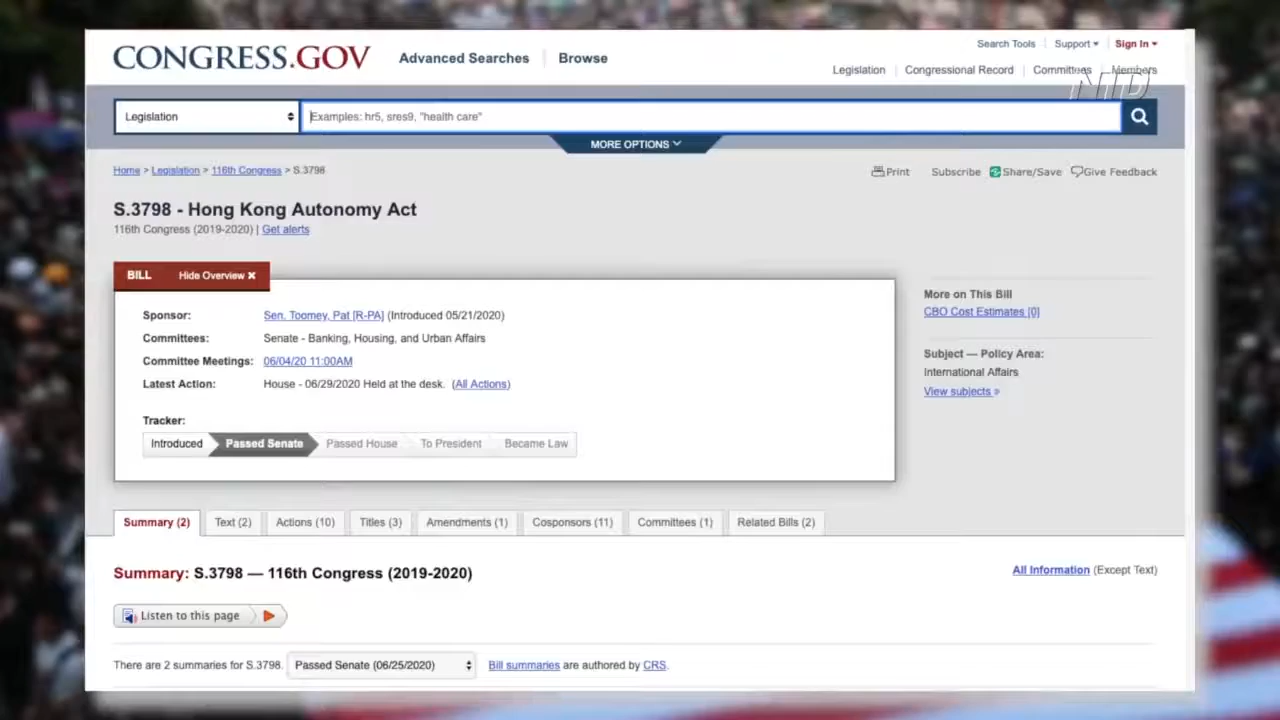 CONGRESS.GOV Advanced Searches Browse
Search Tools Support Sign In
Legislation Congressional Record Committees Members
NTD
Legislation Examples: hr5, sres9, "health care"
MORE OPTIONS
Home > Legislation > 116th Congress > S.3798
Print Subscribe Share/Save Give Feedback
S.3798 - Hong Kong Autonomy Act
116th Congress (2019-2020) | Get alerts
BILL Hide Overview ×
Sponsor: Sen. Toomey, Pat [R-PA] (Introduced 05/21/2020)
Committees: Senate - Banking, Housing, and Urban Affairs
Committee Meetings: 06/04/20 11:00AM
Latest Action: House - 06/29/2020 Held at the desk. (All Actions)
Tracker:
Introduced Passed Senate Passed House To President Became Law
More on This Bill
CBO Cost Estimates [0]
Subject — Policy Area:
International Affairs
View subjects »
Summary (2) Text (2) Actions (10) Titles (3) Amendments (1) Cosponsors (11) Committees (1) Related Bills (2)
Summary: S.3798 — 116th Congress (2019-2020)
All Information (Except Text)
Listen to this page
There are 2 summaries for S.3798. Passed Senate (06/25/2020) Bill summaries are authored by CRS.